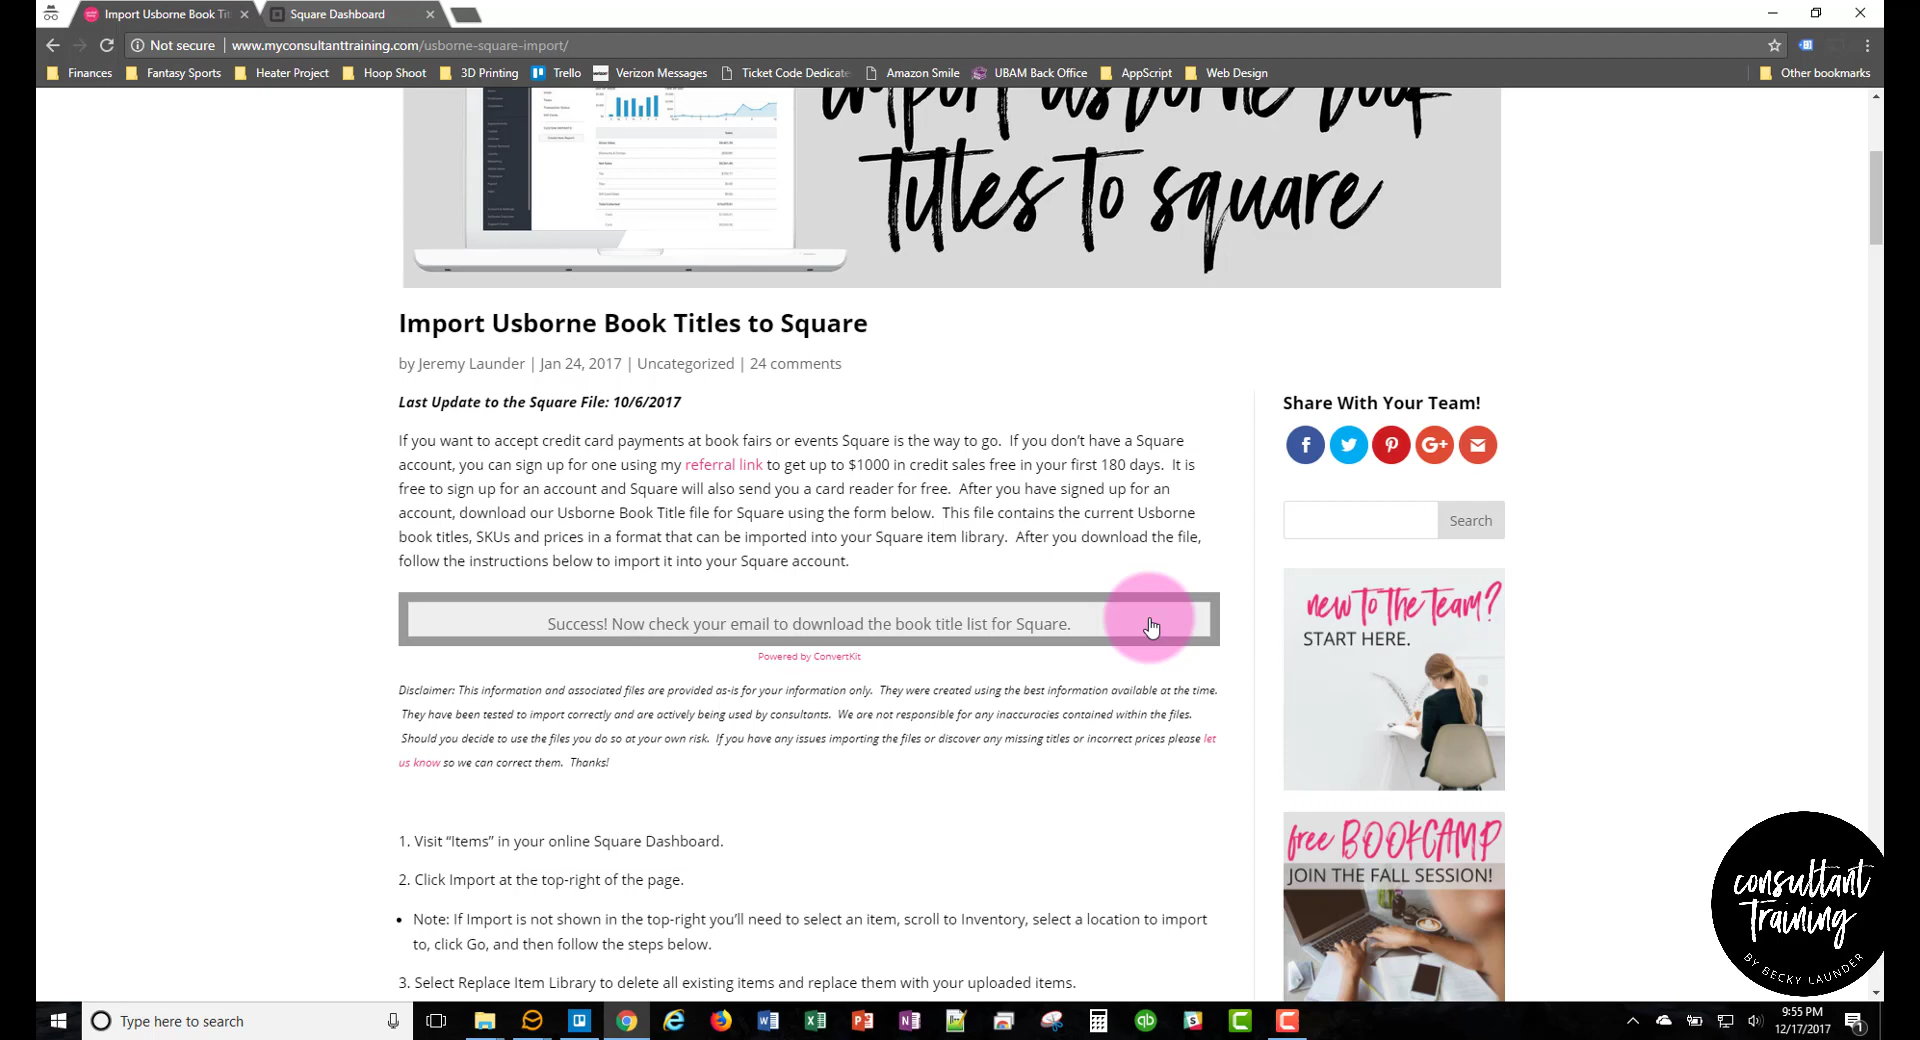 Import Usborne Book Tit
Square Dashboard
Not secure | www.myconsultanttraining.com/usborne-square-import/
Finances
Fantasy Sports
Heater Project
Hoop Shoot
3D Printing
Trello
Verizon Messages
Ticket Code Dedicate
Amazon Smile
UBAM Back Office
AppScript
Web Design
Other bookmarks
import usborne book
titles to square
Import Usborne Book Titles to Square
by Jeremy Launder | Jan 24, 2017 | Uncategorized | 24 comments
Last Update to the Square File: 10/6/2017
If you want to accept credit card payments at book fairs or events Square is the way to go. If you don't have a Square
account, you can sign up for one using my referral link to get up to $1000 in credit sales free in your first 180 days. It is
free to sign up for an account and Square will also send you a card reader for free. After you have signed up for an
account, download our Usborne Book Title file for Square using the form below. This file contains the current Usborne
book titles, SKUs and prices in a format that can be imported into your Square item library. After you download the file,
follow the instructions below to import it into your Square account.
Success! Now check your email to download the book title list for Square.
Powered by ConvertKit
Disclaimer: This information and associated files are provided as-is for your information only. They were created using the best information available at the time.
They have been tested to import correctly and are actively being used by consultants. We are not responsible for any inaccuracies contained within the files.
Should you decide to use the files you do so at your own risk. If you have any issues importing the files or discover any missing titles or incorrect prices please let
us know so we can correct them. Thanks!
1. Visit “Items” in your online Square Dashboard.
2. Click Import at the top-right of the page.
• Note: If Import is not shown in the top-right you'll need to select an item, scroll to Inventory, select a location to import
to, click Go, and then follow the steps below.
3. Select Replace Item Library to delete all existing items and replace them with your uploaded items.
Share With Your Team!
Search
new to the team?
START HERE.
free BOOKCAMP
JOIN THE FALL SESSION!
consultant
Training
BY BECKY LAUNDER
Type here to search
9:55 PM
12/17/2017